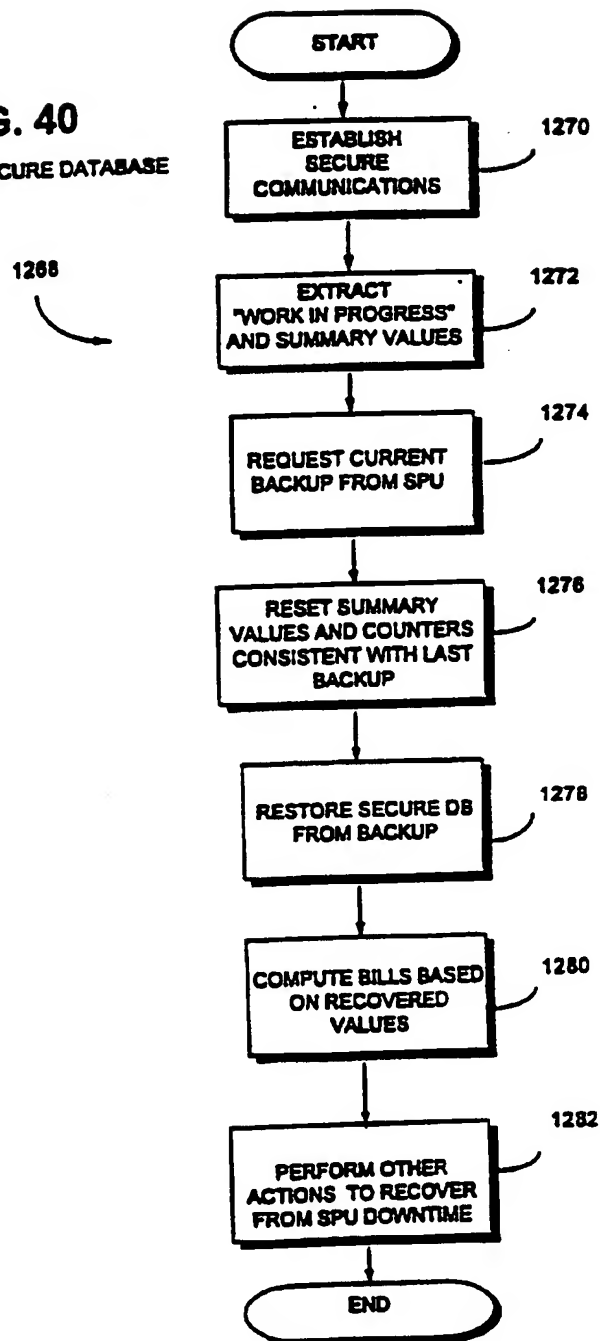 START
G. 40
CURE DATABASE
1268
ESTABLISH
SECURE
COMMUNICATIONS
1270
EXTRACT
"WORK IN PROGRESS"
AND SUMMARY VALUES
1272
REQUEST CURRENT
BACKUP FROM SPU
1274
RESET SUMMARY
VALUES AND COUNTERS
CONSISTENT WITH LAST
BACKUP
1276
RESTORE SECURE DB
FROM BACKUP
1278
COMPUTE BILLS BASED
ON RECOVERED
VALUES
1280
PERFORM OTHER
ACTIONS TO RECOVER
FROM SPU DOWNTIME
1282
END